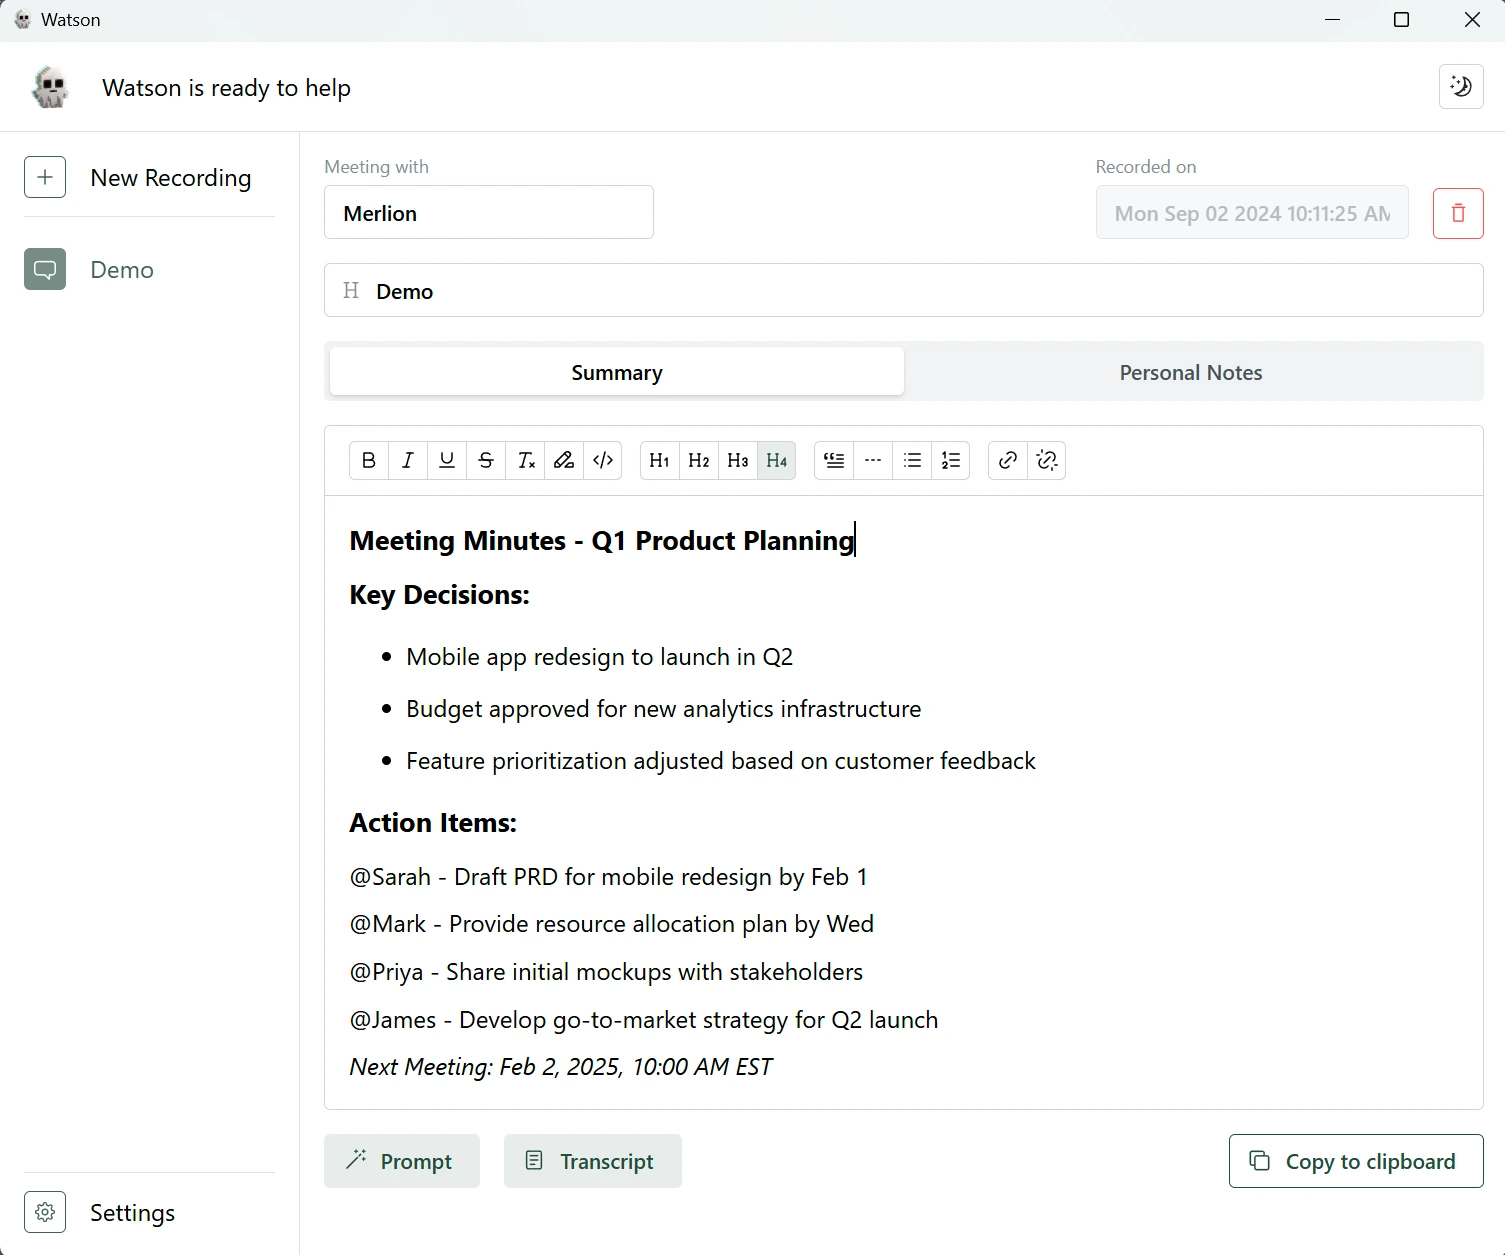 Watson
Watson is ready to help
New Recording
Demo
Settings
Meeting with
Merlion
Recorded on
Mon Sep 02 2024 10:11:25 AM
H Demo
Summary
Personal Notes
B I U S Tx </> H1 H2 H3 H4
Meeting Minutes - Q1 Product Planning
Key Decisions:
• Mobile app redesign to launch in Q2
• Budget approved for new analytics infrastructure
• Feature prioritization adjusted based on customer feedback
Action Items:
@Sarah - Draft PRD for mobile redesign by Feb 1
@Mark - Provide resource allocation plan by Wed
@Priya - Share initial mockups with stakeholders
@James - Develop go-to-market strategy for Q2 launch
Next Meeting: Feb 2, 2025, 10:00 AM EST
Prompt
Transcript
Copy to clipboard